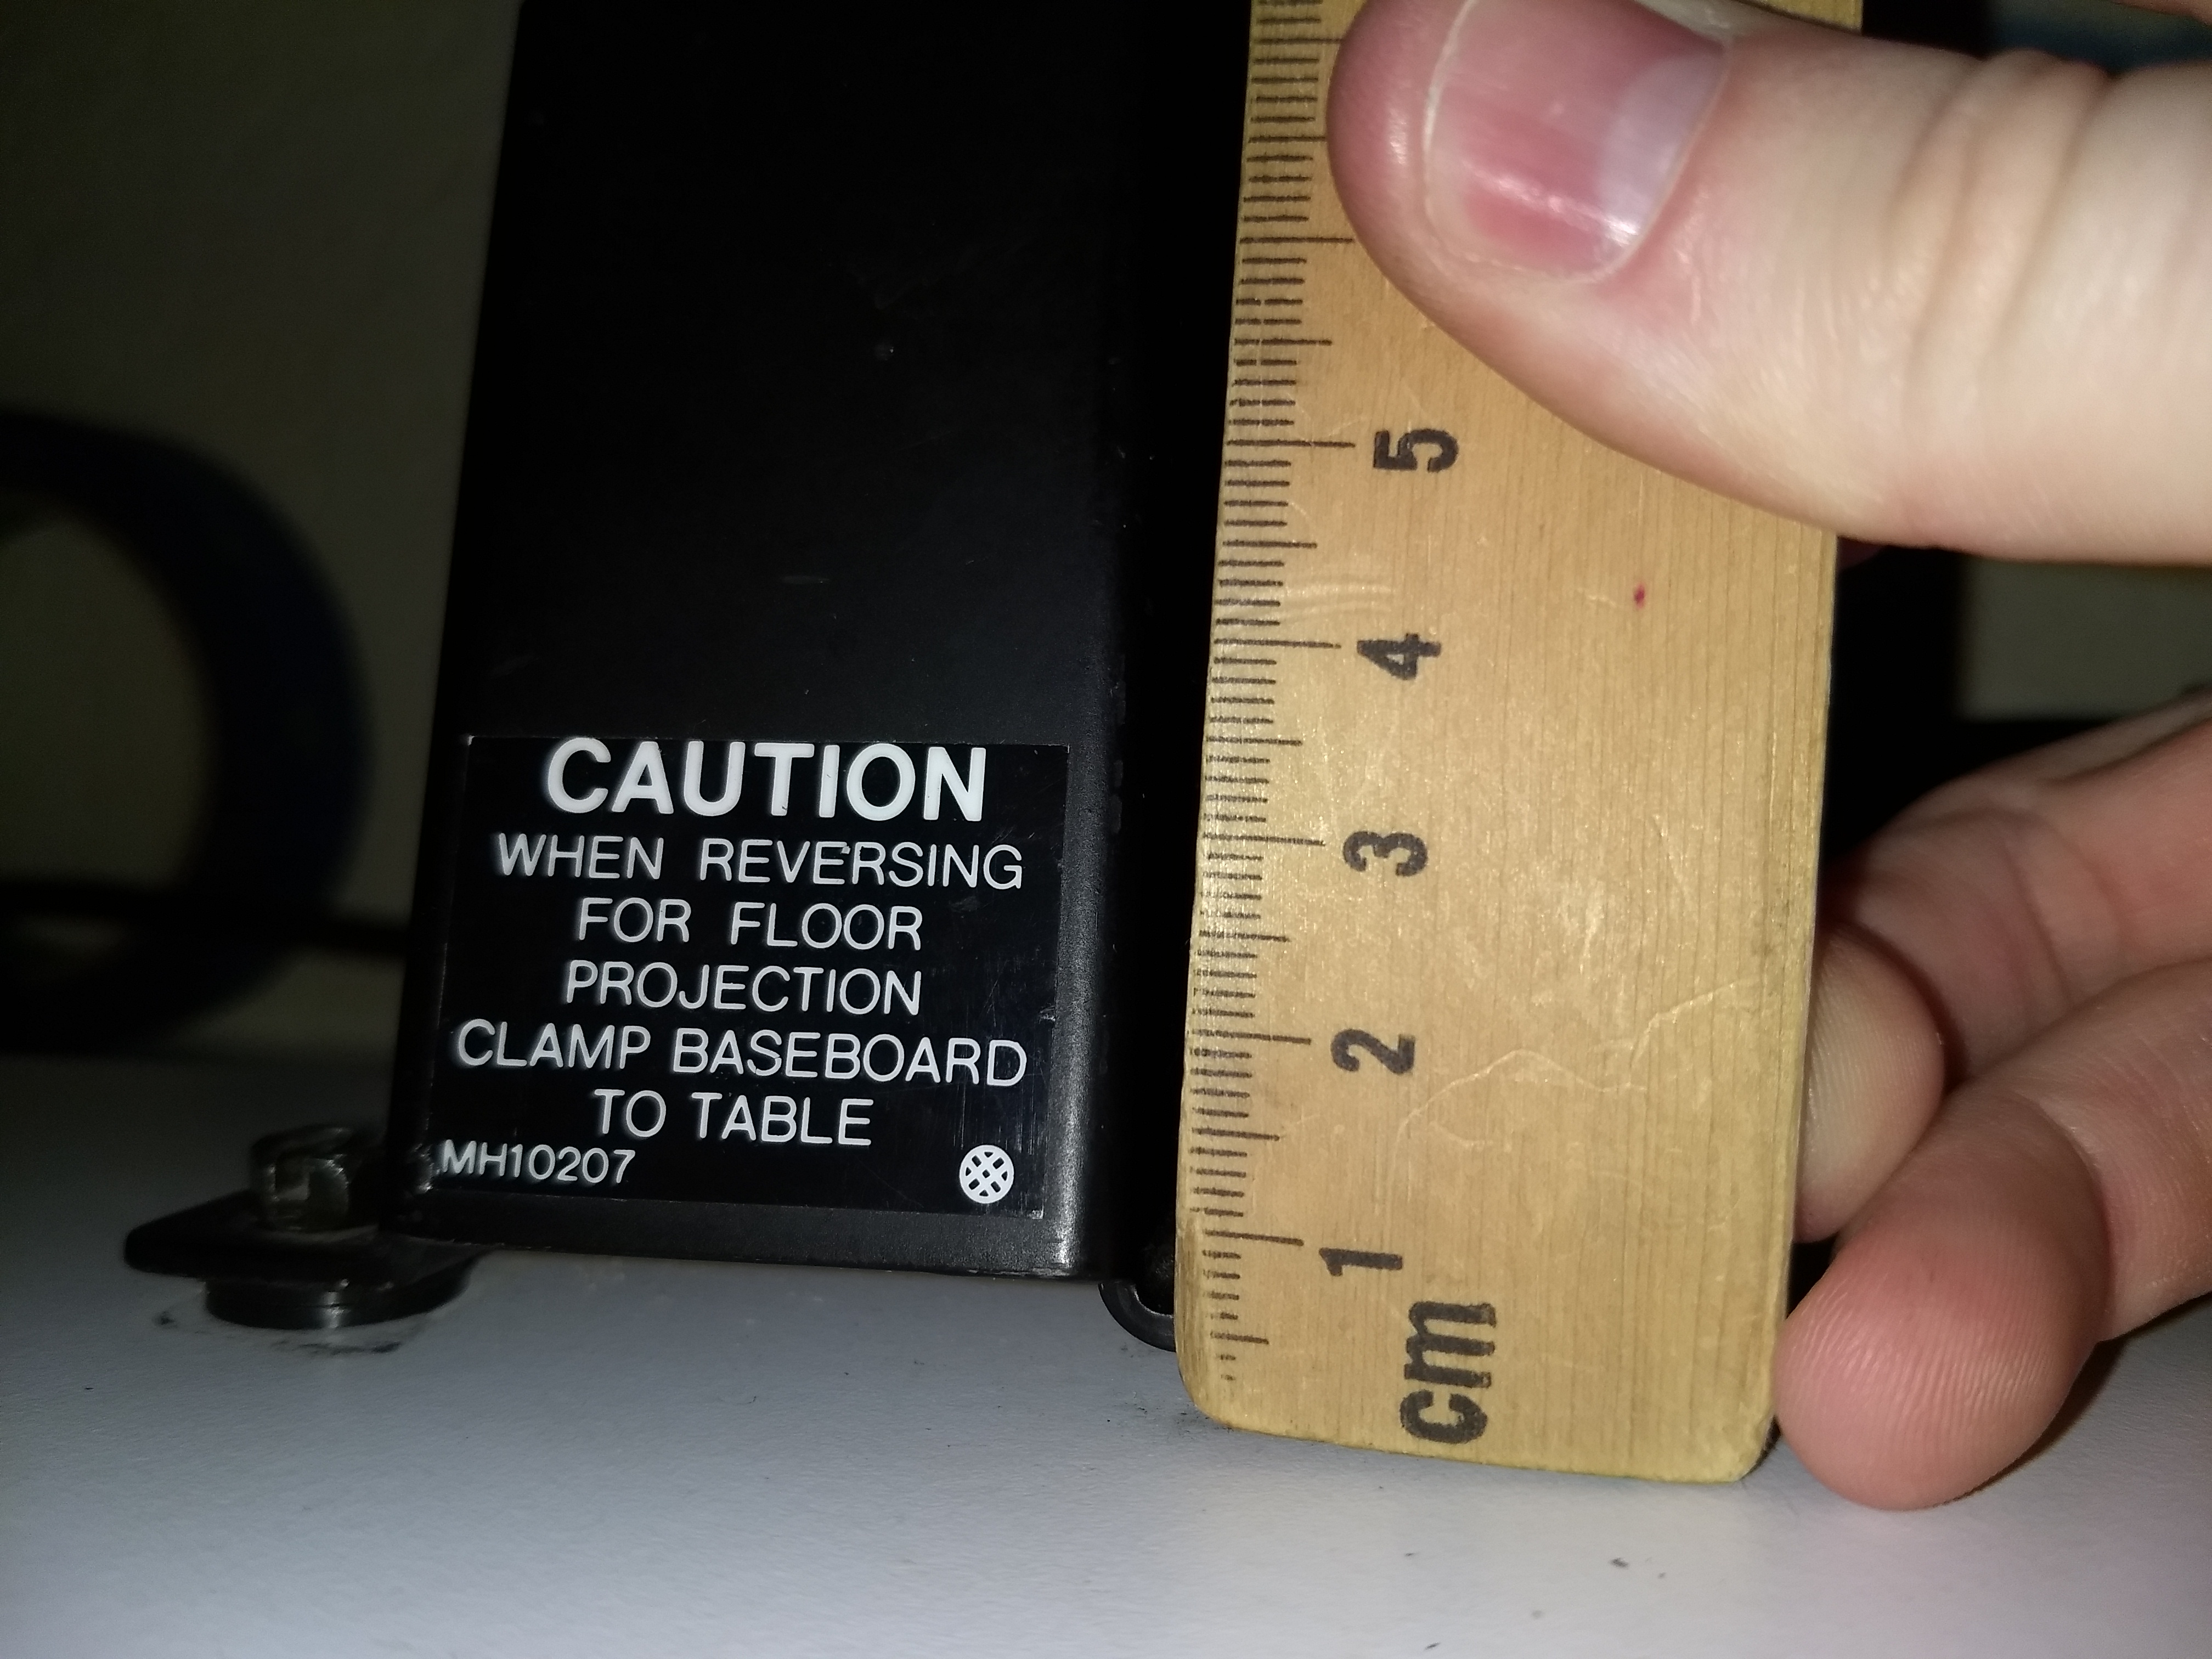 CAUTION
WHEN REVERSING
FOR FLOOR
PROJECTION
CLAMP BASEBOARD
TO TABLE
MH10207
5
4
3
2
1
cm